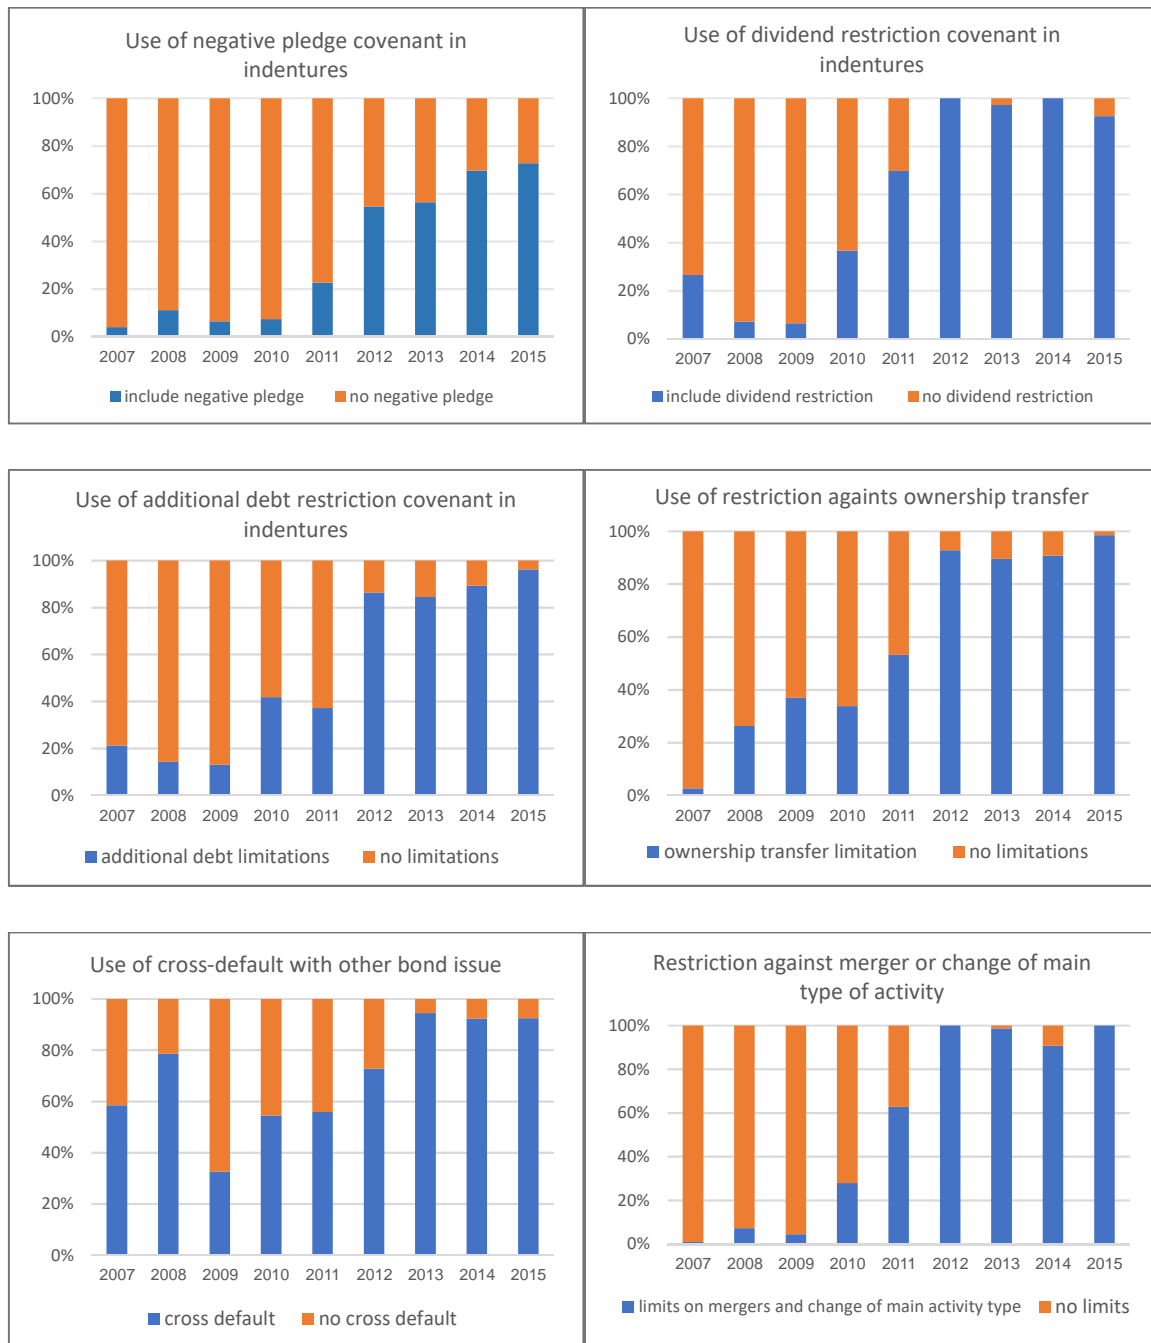 Use of negative pledge covenant in
indentures
100%
80%
60%
40%
20%
0%
2007 2008 2009 2010 2011 2012 2013 2014 2015
include negative pledge no negative pledge
Use of dividend restriction covenant in
indentures
100%
80%
60%
40%
20%
0%
2007 2008 2009 2010 2011 2012 2013 2014 2015
include dividend restriction no dividend restriction
Use of additional debt restriction covenant in
indentures
100%
80%
60%
40%
20%
0%
2007 2008 2009 2010 2011 2012 2013 2014 2015
additional debt limitations no limitations
Use of restriction againts ownership transfer
100%
80%
60%
40%
20%
0%
2007 2008 2009 2010 2011 2012 2013 2014 2015
ownership transfer limitation no limitations
Use of cross-default with other bond issue
100%
80%
60%
40%
20%
0%
2007 2008 2009 2010 2011 2012 2013 2014 2015
cross default no cross default
Restriction against merger or change of main
type of activity
100%
80%
60%
40%
20%
0%
2007 2008 2009 2010 2011 2012 2013 2014 2015
limits on mergers and change of main activity type no limits